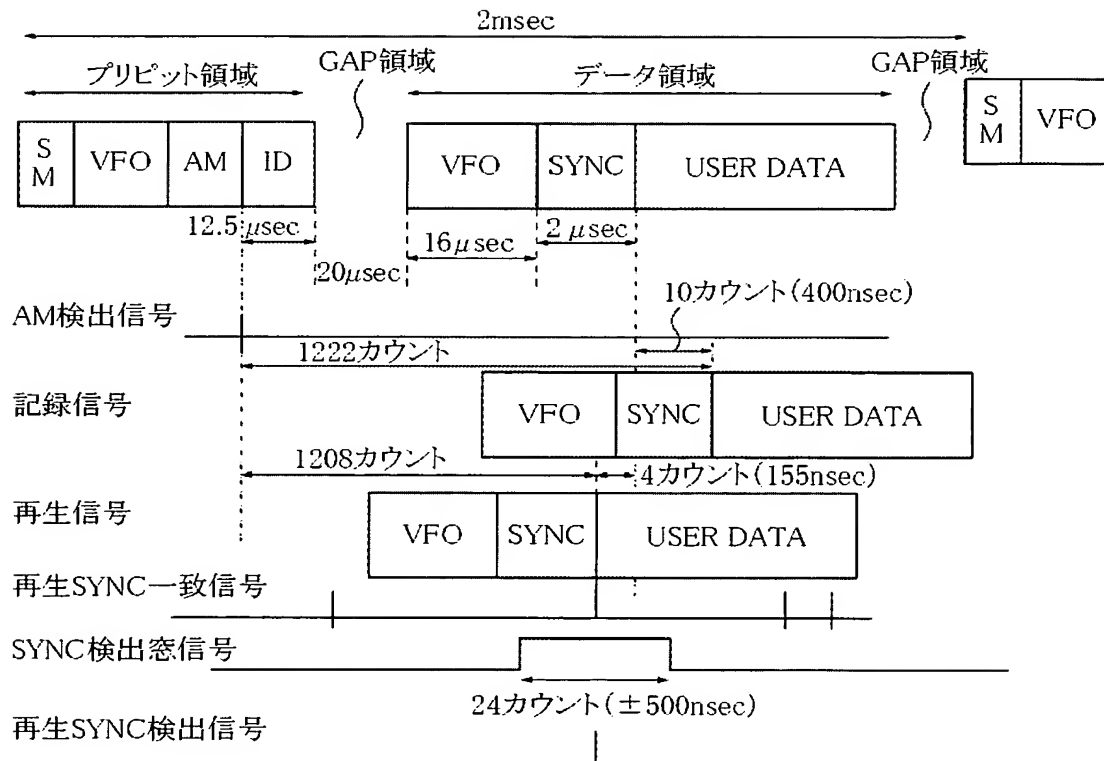 2msec
プリピット領域
GAP領域
データ領域
GAP領域
SM
VFO
AM
ID
VFO
SYNC
USER DATA
SM
VFO
12.5μsec
20μsec
16μsec
2μsec
10カウント(400nsec)
AM検出信号
1222カウント
記録信号
VFO
SYNC
USER DATA
1208カウント
4カウント(155nsec)
再生信号
VFO
SYNC
USER DATA
再生SYNC一致信号
SYNC検出窓信号
24カウント(±500nsec)
再生SYNC検出信号